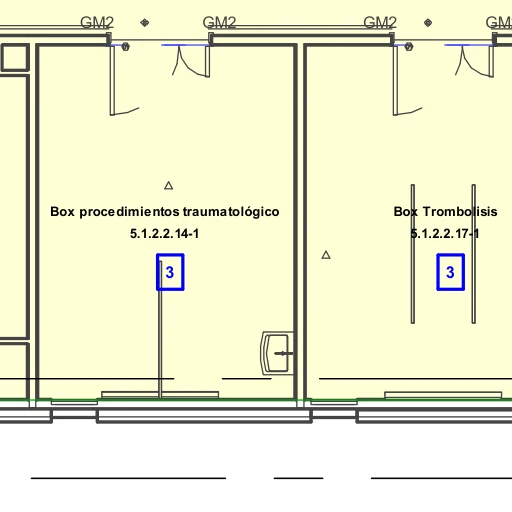 GM2 GM2 GM2 GM2
Box procedimientos traumatológico
5.1.2.2.14-1
3
Box Trombolisis
5.1.2.2.17-1
3